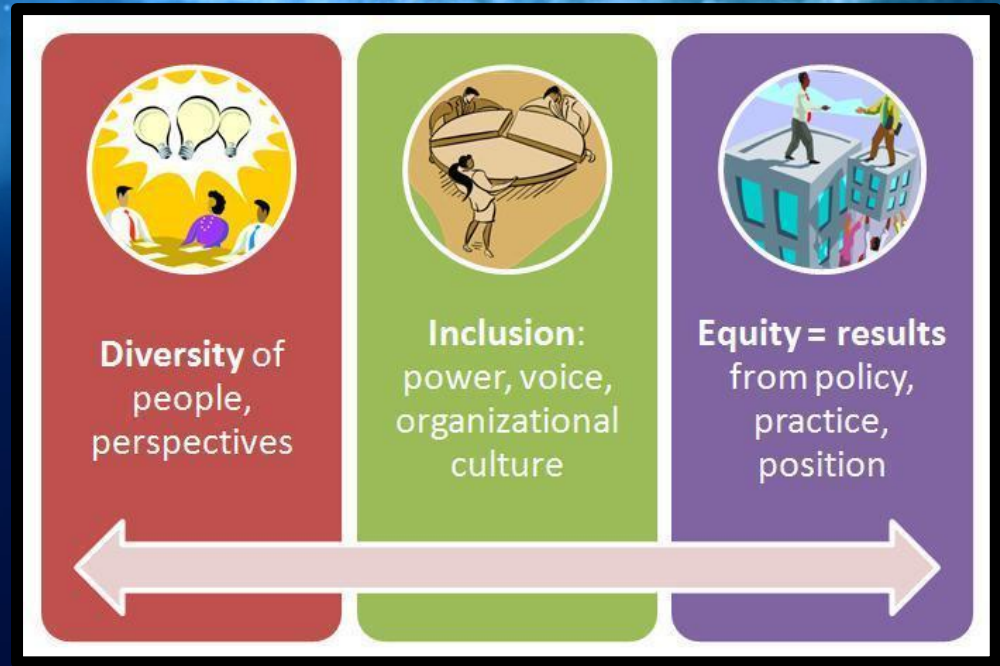 Diversity of
people,
perspectives
Inclusion:
power, voice,
organizational
culture
Equity = results
from policy,
practice,
position